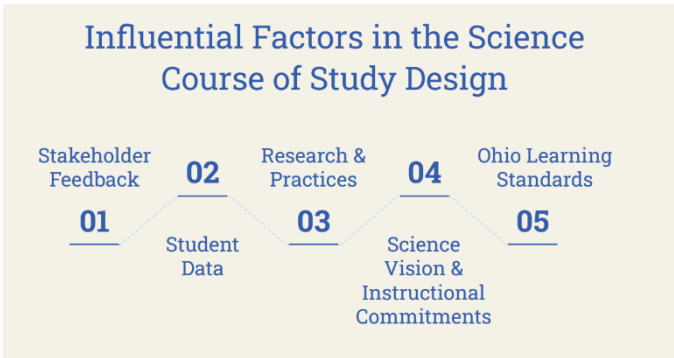 Influential Factors in the Science
Course of Study Design
Stakeholder
Feedback
01
02
Student
Data
Research &
Practices
03
04
Science
Vision &
Instructional
Commitments
Ohio Learning
Standards
05